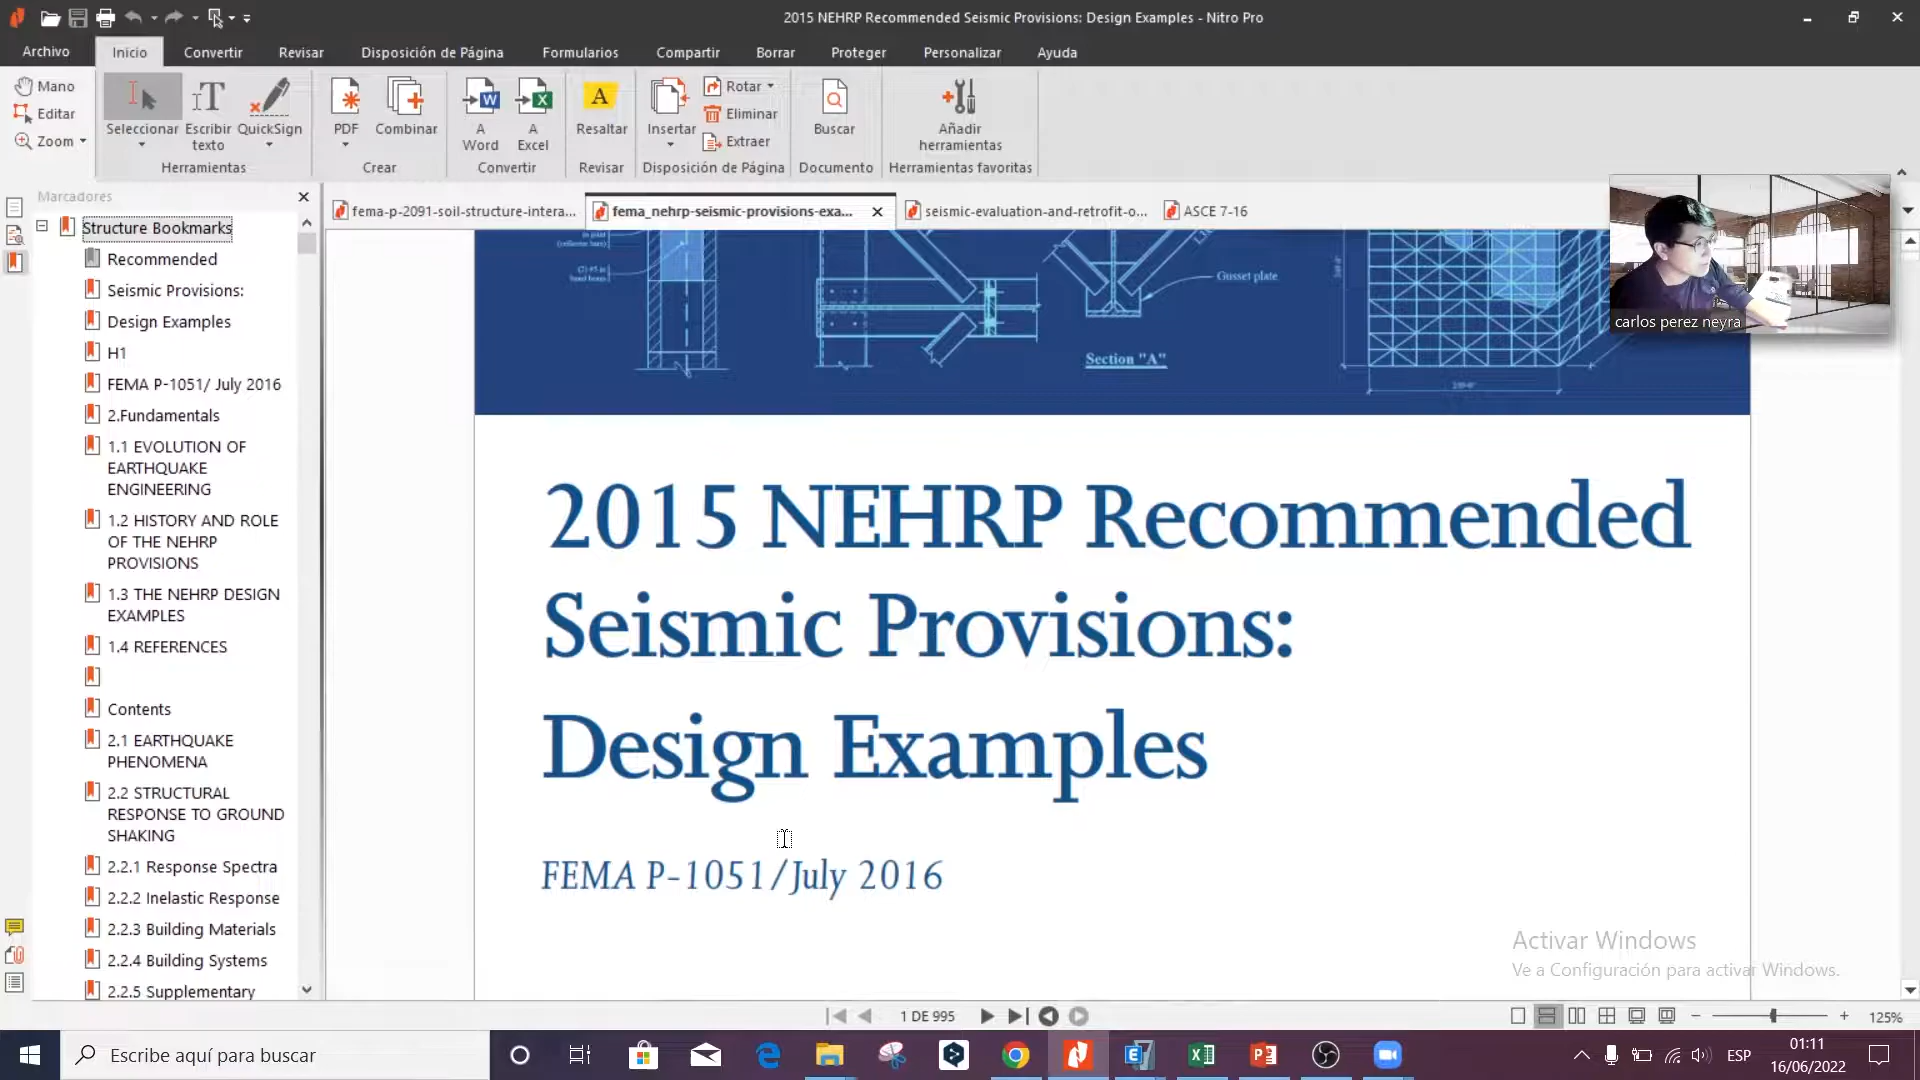 2015 NEHRP Recommended Seismic Provisions: Design Examples - Nitro Pro
Archivo
Inicio
Convertir
Revisar
Disposición de Página
Formularios
Compartir
Borrar
Proteger
Personalizar
Ayuda
Mano
Editar
Zoom
Seleccionar
Escribir texto
QuickSign
Herramientas
PDF
Combinar
Crear
A Word
A Excel
Convertir
Resaltar
Revisar
Insertar
Rotar
Eliminar
Extraer
Disposición de Página
Buscar
Documento
Añadir herramientas
Herramientas favoritas
Marcadores
fema-p-2091-soil-structure-intera...
fema_nehrp-seismic-provisions-exa...
seismic-evaluation-and-retrofit-o...
ASCE 7-16
Structure Bookmarks
Recommended
Seismic Provisions:
Design Examples
H1
FEMA P-1051/ July 2016
2.Fundamentals
1.1 EVOLUTION OF
EARTHQUAKE
ENGINEERING
1.2 HISTORY AND ROLE
OF THE NEHRP
PROVISIONS
1.3 THE NEHRP DESIGN
EXAMPLES
1.4 REFERENCES
Contents
2.1 EARTHQUAKE
PHENOMENA
2.2 STRUCTURAL
RESPONSE TO GROUND
SHAKING
2.2.1 Response Spectra
2.2.2 Inelastic Response
2.2.3 Building Materials
2.2.4 Building Systems
2.2.5 Supplementary
Gusset plate
Section "A"
carlos perez neyra
2015 NEHRP Recommended
Seismic Provisions:
Design Examples
FEMA P-1051/July 2016
Activar Windows
Ve a Configuración para activar Windows.
1 DE 995
125%
Escribe aquí para buscar
ESP
01:11
16/06/2022